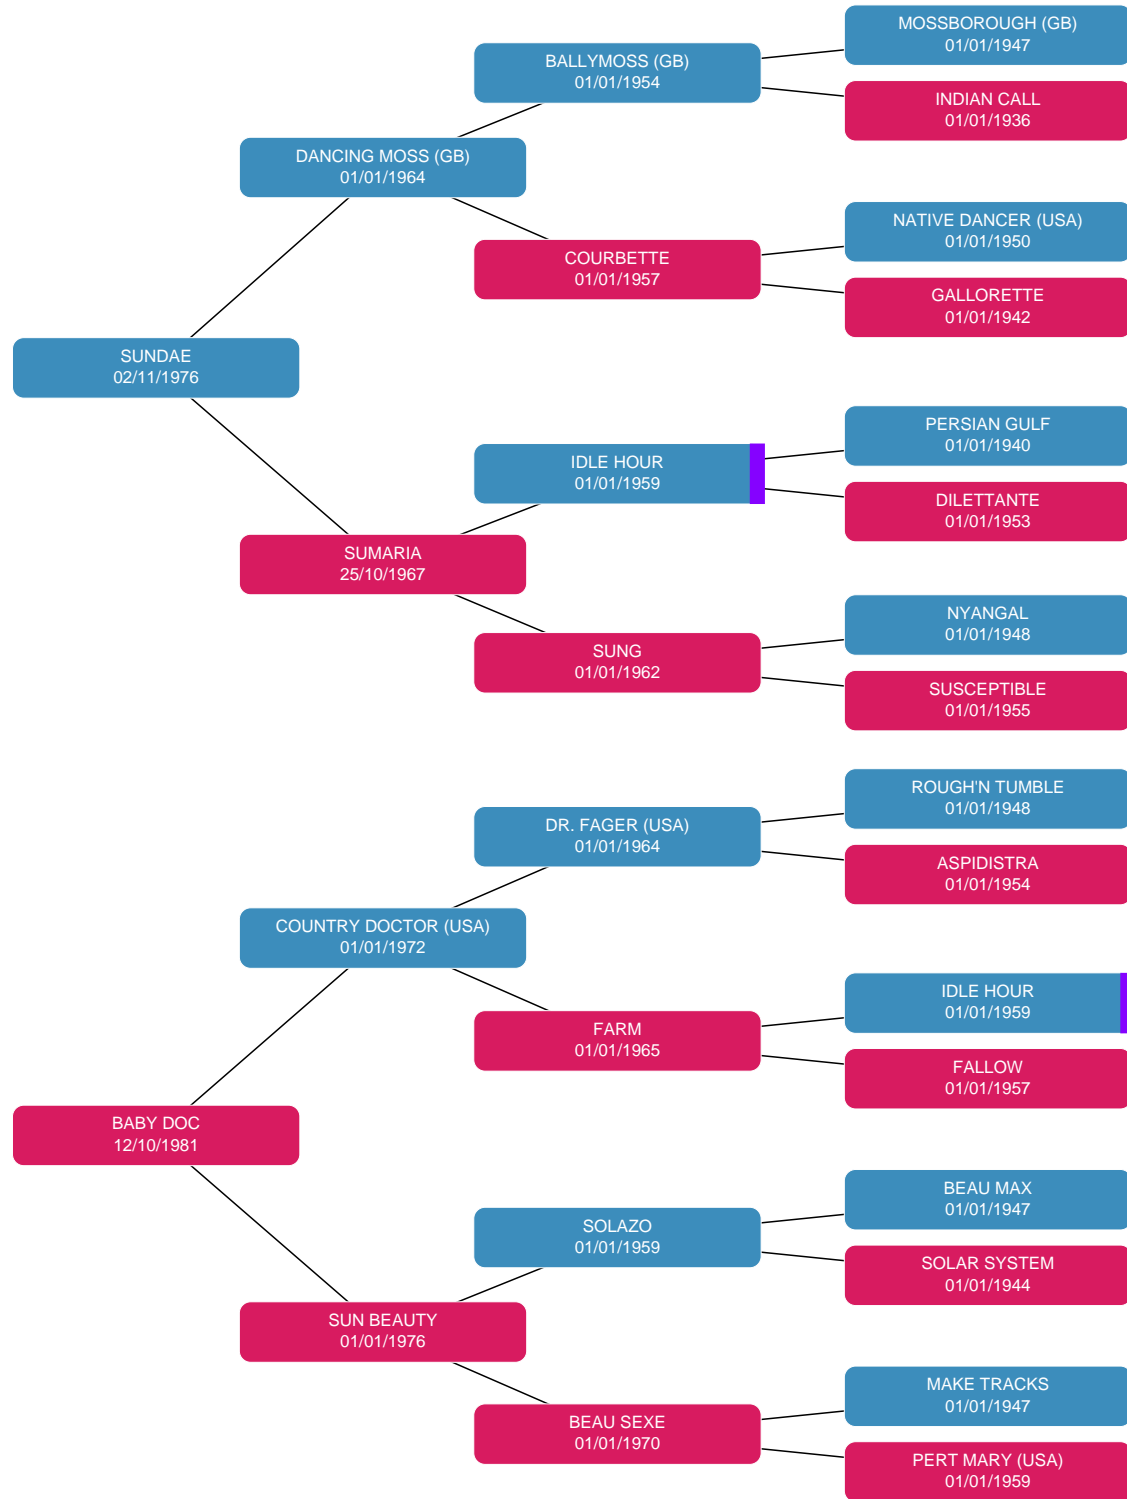 MOSSBOROUGH (GB)
01/01/1947
BALLYMOSS (GB)
01/01/1954
INDIAN CALL
01/01/1936
DANCING MOSS (GB)
01/01/1964
NATIVE DANCER (USA)
01/01/1950
COURBETTE
01/01/1957
GALLORETTE
01/01/1942
SUNDAE
02/11/1976
PERSIAN GULF
01/01/1940
IDLE HOUR
01/01/1959
DILETTANTE
01/01/1953
SUMARIA
25/10/1967
NYANGAL
01/01/1948
SUNG
01/01/1962
SUSCEPTIBLE
01/01/1955
ROUGH'N TUMBLE
01/01/1948
DR. FAGER (USA)
01/01/1964
ASPIDISTRA
01/01/1954
COUNTRY DOCTOR (USA)
01/01/1972
IDLE HOUR
01/01/1959
FARM
01/01/1965
FALLOW
01/01/1957
BABY DOC
12/10/1981
BEAU MAX
01/01/1947
SOLAZO
01/01/1959
SOLAR SYSTEM
01/01/1944
SUN BEAUTY
01/01/1976
MAKE TRACKS
01/01/1947
BEAU SEXE
01/01/1970
PERT MARY (USA)
01/01/1959